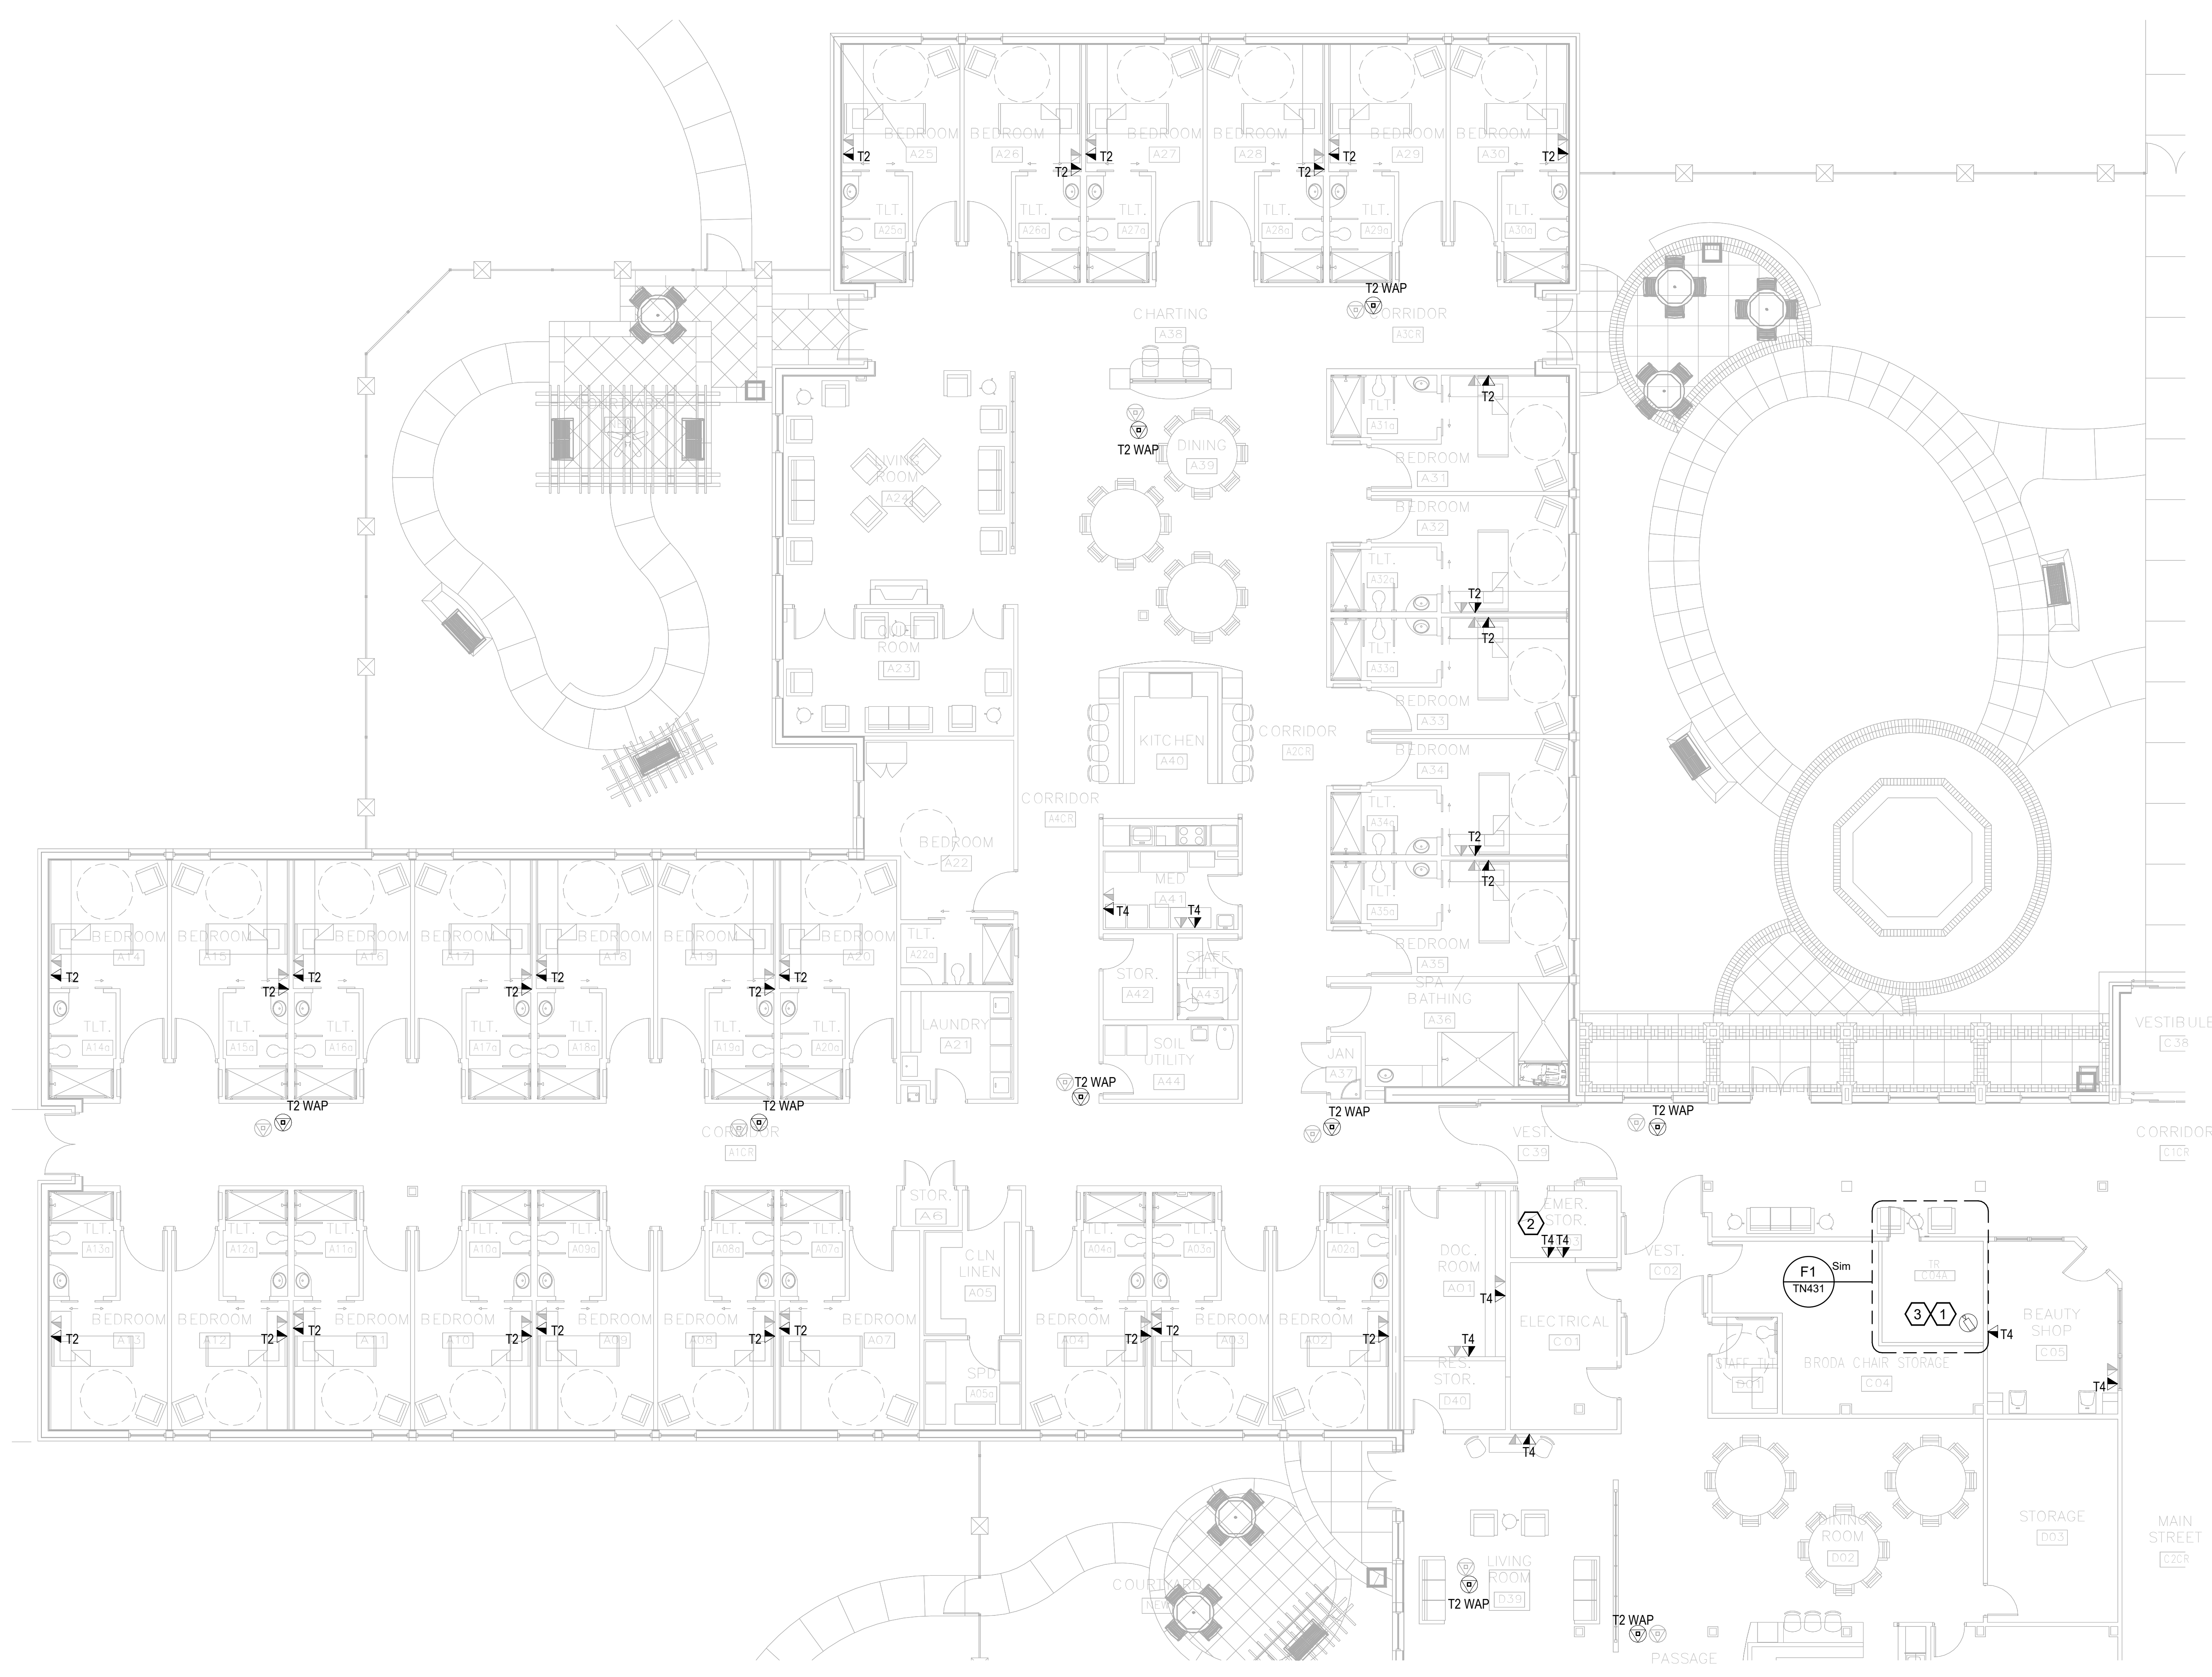 BEDROOM
A25
BEDROOM
A26
BEDROOM
A27
BEDROOM
A28
BEDROOM
A29
BEDROOM
A30
T2
T2
T2
T2
T2
T2
TLT.
A25a
TLT.
A26a
TLT.
A27a
TLT.
A28a
TLT.
A29a
TLT.
A30a
T2 WAP
CHARTING
A38
CORRIDOR
A3CR
T2 WAP
DINING
A39
LIVING
ROOM
A24
T2
TLT.
A31a
BEDROOM
A31
BEDROOM
A32
TLT.
A32a
T2
T2
TLT.
A33a
BEDROOM
A33
ROOM
A23
KITCHEN
A40
CORRIDOR
A2CR
CORRIDOR
A4CR
BEDROOM
A34
TLT.
A34a
T2
T2
TLT.
A35a
BEDROOM
A35
BEDROOM
A22
MED
A41
T4
T4
TLT.
A22a
STOR.
A42
STAFF
TLT
A43
SPA /
BATHING
A36
LAUNDRY
A21
SOIL
UTILITY
A44
JAN
A37
VESTIBULE
C38
BEDROOM
A14
BEDROOM
A15
BEDROOM
A16
BEDROOM
A17
BEDROOM
A18
BEDROOM
A19
BEDROOM
A20
T2
T2
T2
T2
T2
T2
T2
TLT.
A14a
TLT.
A15a
TLT.
A16a
TLT.
A17a
TLT.
A18a
TLT.
A19a
TLT.
A20a
T2 WAP
T2 WAP
T2 WAP
T2 WAP
T2 WAP
CORRIDOR
A1CR
VEST.
C39
CORRIDOR
C1CR
STOR.
A6
EMER.
STOR.
2
T4 T4
TLT.
A13a
TLT.
A12a
TLT.
A11a
TLT.
A10a
TLT.
A09a
TLT.
A08a
TLT.
A07a
TLT.
A04a
TLT.
A03a
TLT.
A02a
CLN
LINEN
A05
DOC.
ROOM
A01
T4
VEST.
C02
F1
TN431
Sim
TR
C04A
3
1
T4
BEAUTY
SHOP
C05
T4
ELECTRICAL
C01
BEDROOM
A13
BEDROOM
A12
BEDROOM
A11
BEDROOM
A10
BEDROOM
A09
BEDROOM
A08
BEDROOM
A07
BEDROOM
A04
BEDROOM
A03
BEDROOM
A02
T2
T2
T2
T2
T2
T2
T2
T2
T2
T2
SPD
A05a
T4
RES.
STOR.
D40
STAFF TLT
BRODA CHAIR STORAGE
C04
T4
DINING
ROOM
D02
STORAGE
D03
MAIN
STREET
C2CR
COURTYARD
NEW
LIVING
ROOM
D39
T2 WAP
T2 WAP
PASSAGE